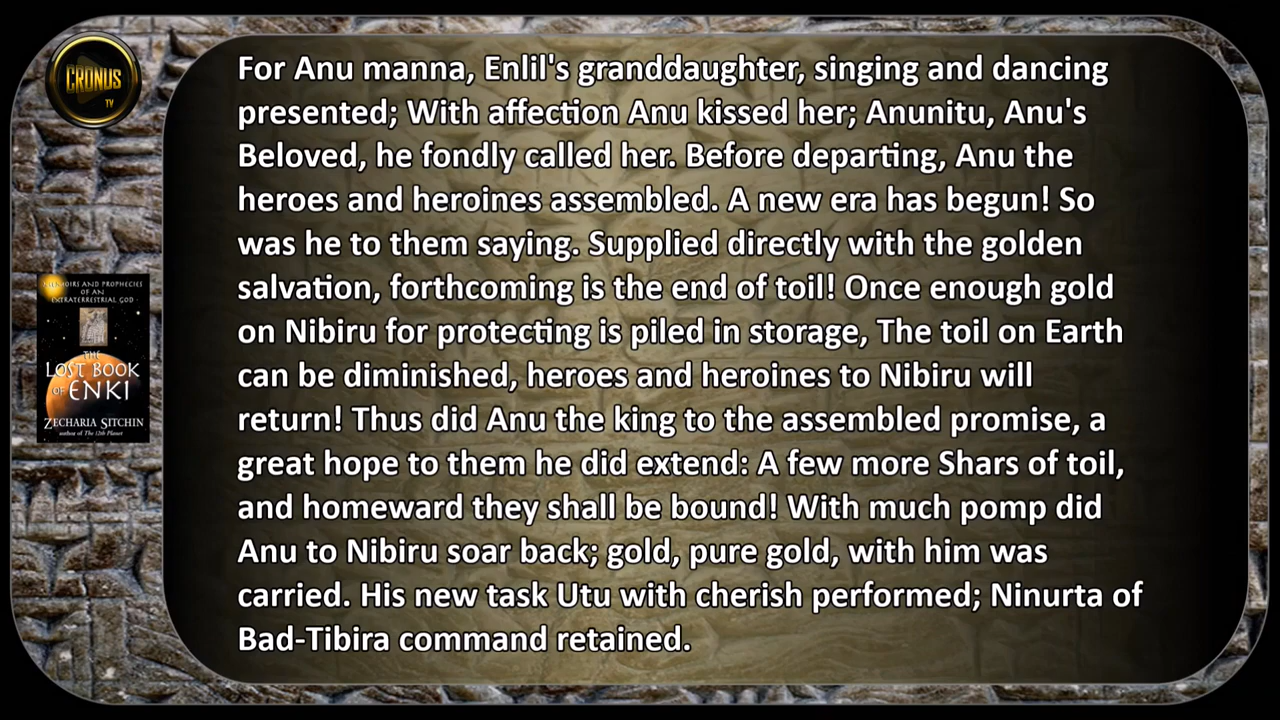 CRONUS
TV
For Anu manna, Enlil's granddaughter, singing and dancing
presented; With affection Anu kissed her; Anunitu, Anu's
Beloved, he fondly called her. Before departing, Anu the
heroes and heroines assembled. A new era has begun! So
was he to them saying. Supplied directly with the golden
salvation, forthcoming is the end of toil! Once enough gold
on Nibiru for protecting is piled in storage, The toil on Earth
can be diminished, heroes and heroines to Nibiru will
return! Thus did Anu the king to the assembled promise, a
great hope to them he did extend: A few more Shars of toil,
and homeward they shall be bound! With much pomp did
Anu to Nibiru soar back; gold, pure gold, with him was
carried. His new task Utu with cherish performed; Ninurta of
Bad-Tibira command retained.
MEMOIRS AND PROPHECIES
OF AN
EXTRATERRESTRIAL GOD
THE
LOST BOOK
OF ENKI
ZECHARIA SITCHIN
author of The 12th Planet